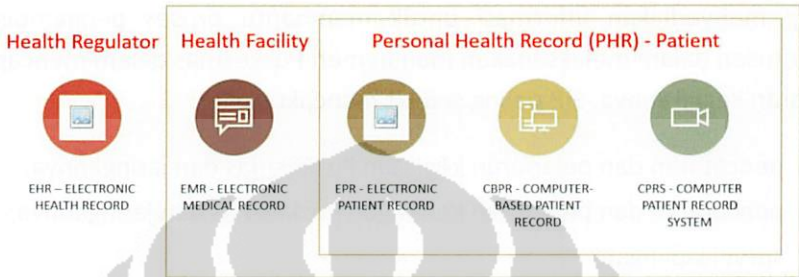 Health Regulator
Health Facility
Personal Health Record (PHR) - Patient
EHR – ELECTRONIC
HEALTH RECORD
EMR - ELECTRONIC
MEDICAL RECORD
EPR - ELECTRONIC
PATIENT RECORD
CBPR - COMPUTER-
BASED PATIENT
RECORD
CPRS - COMPUTER
PATIENT RECORD
SYSTEM